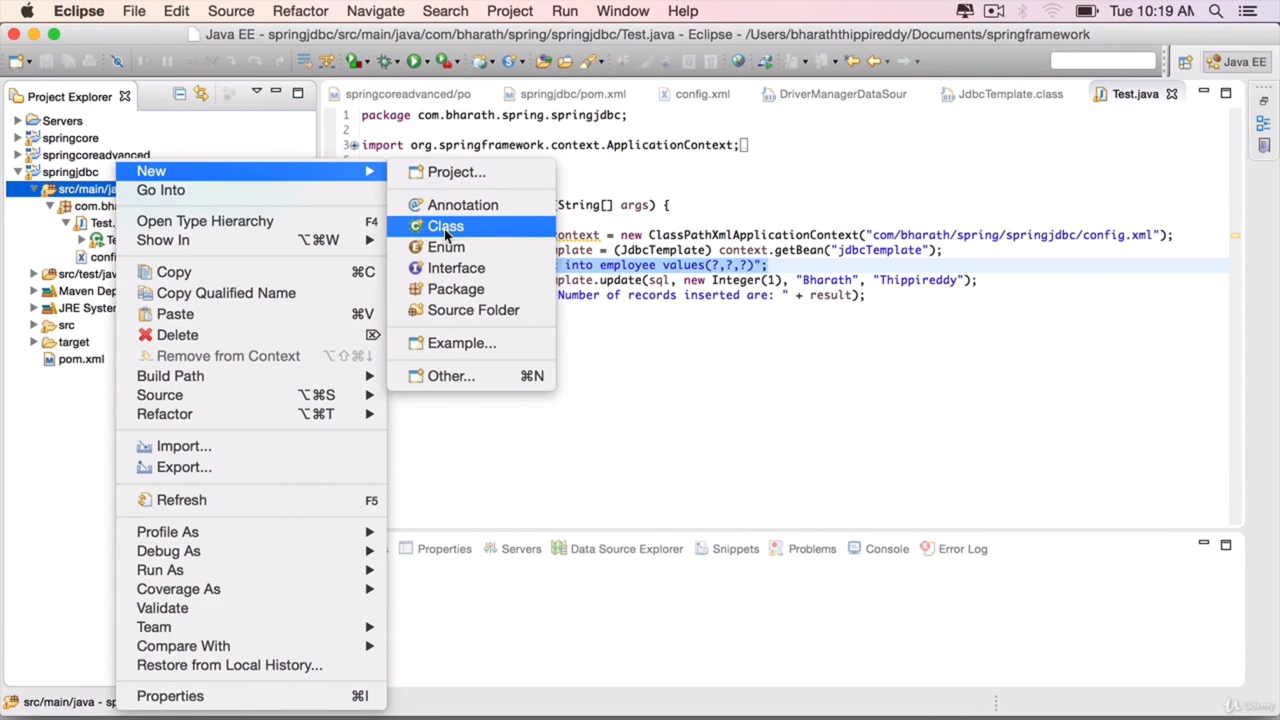 Eclipse File Edit Source Refactor Navigate Search Project Run Window Help Tue 10:19 AM
Java EE - springjdbc/src/main/java/com/bharath/spring/springjdbc/Test.java - Eclipse - /Users/bharaththippireddy/Documents/springframework
Java EE
Project Explorer
springcoreadvanced/po springjdbc/pom.xml config.xml DriverManagerDataSour JdbcTemplate.class Test.java
Servers
springcore
springcoreadvanced
springjdbc
src/main/ja
com.bh
Test.
Te
confi
src/test/jav
Maven Dep
JRE System
src
target
pom.xml
New
Go Into
Open Type Hierarchy F4
Show In ⌥⌘W
Copy ⌘C
Copy Qualified Name
Paste ⌘V
Delete ⌦
Remove from Context ⌥⇧⌘↓
Build Path
Source ⌥⌘S
Refactor ⌥⌘T
Import...
Export...
Refresh F5
Profile As
Debug As
Run As
Coverage As
Validate
Team
Compare With
Restore from Local History...
Properties ⌘I
Project...
Annotation
Class
Enum
Interface
Package
Source Folder
Example...
Other... ⌘N
1 package com.bharath.spring.springjdbc;
2
3 import org.springframework.context.ApplicationContext;
(String[] args) {
ontext = new ClassPathXmlApplicationContext("com/bharath/spring/springjdbc/config.xml");
plate = (JdbcTemplate) context.getBean("jdbcTemplate");
into employee values(?,?,?)";
plate.update(sql, new Integer(1), "Bharath", "Thippireddy");
Number of records inserted are: " + result);
Properties Servers Data Source Explorer Snippets Problems Console Error Log
src/main/java - sp
Udemy